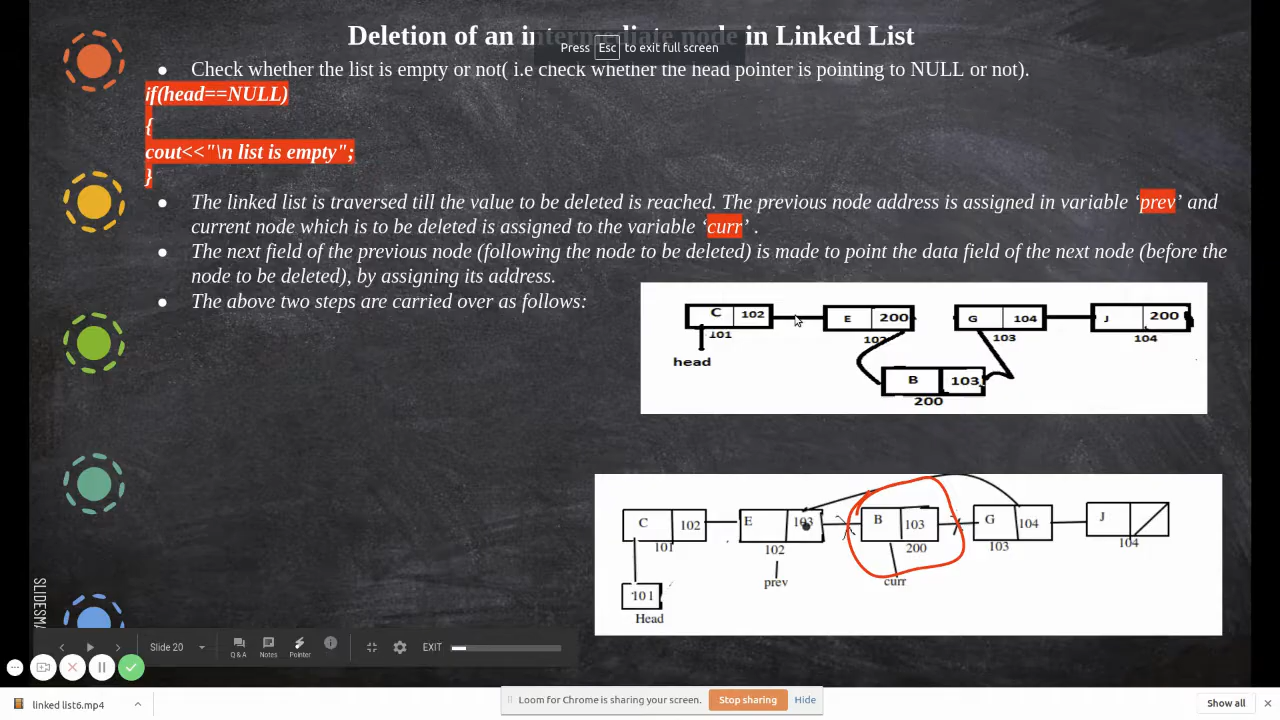 Deletion of an intermediate node in Linked List
Press Esc to exit full screen
● Check whether the list is empty or not( i.e check whether the head pointer is pointing to NULL or not).
if(head==NULL)
{
cout<<"\n list is empty";
}
● The linked list is traversed till the value to be deleted is reached. The previous node address is assigned in variable ‘prev’ and
current node which is to be deleted is assigned to the variable ‘curr’ .
● The next field of the previous node (following the node to be deleted) is made to point the data field of the next node (before the
node to be deleted), by assigning its address.
● The above two steps are carried over as follows:
C 102 E 200 G 104 J 200
101 102 103 104
head
B 103
200
C 102 E 103 B 103 G 104 J
101 102 200 103 104
prev curr
101
Head
SLIDESMA
Slide 20 Q & A Notes Pointer EXIT
linked list6.mp4
Loom for Chrome is sharing your screen. Stop sharing Hide
Show all